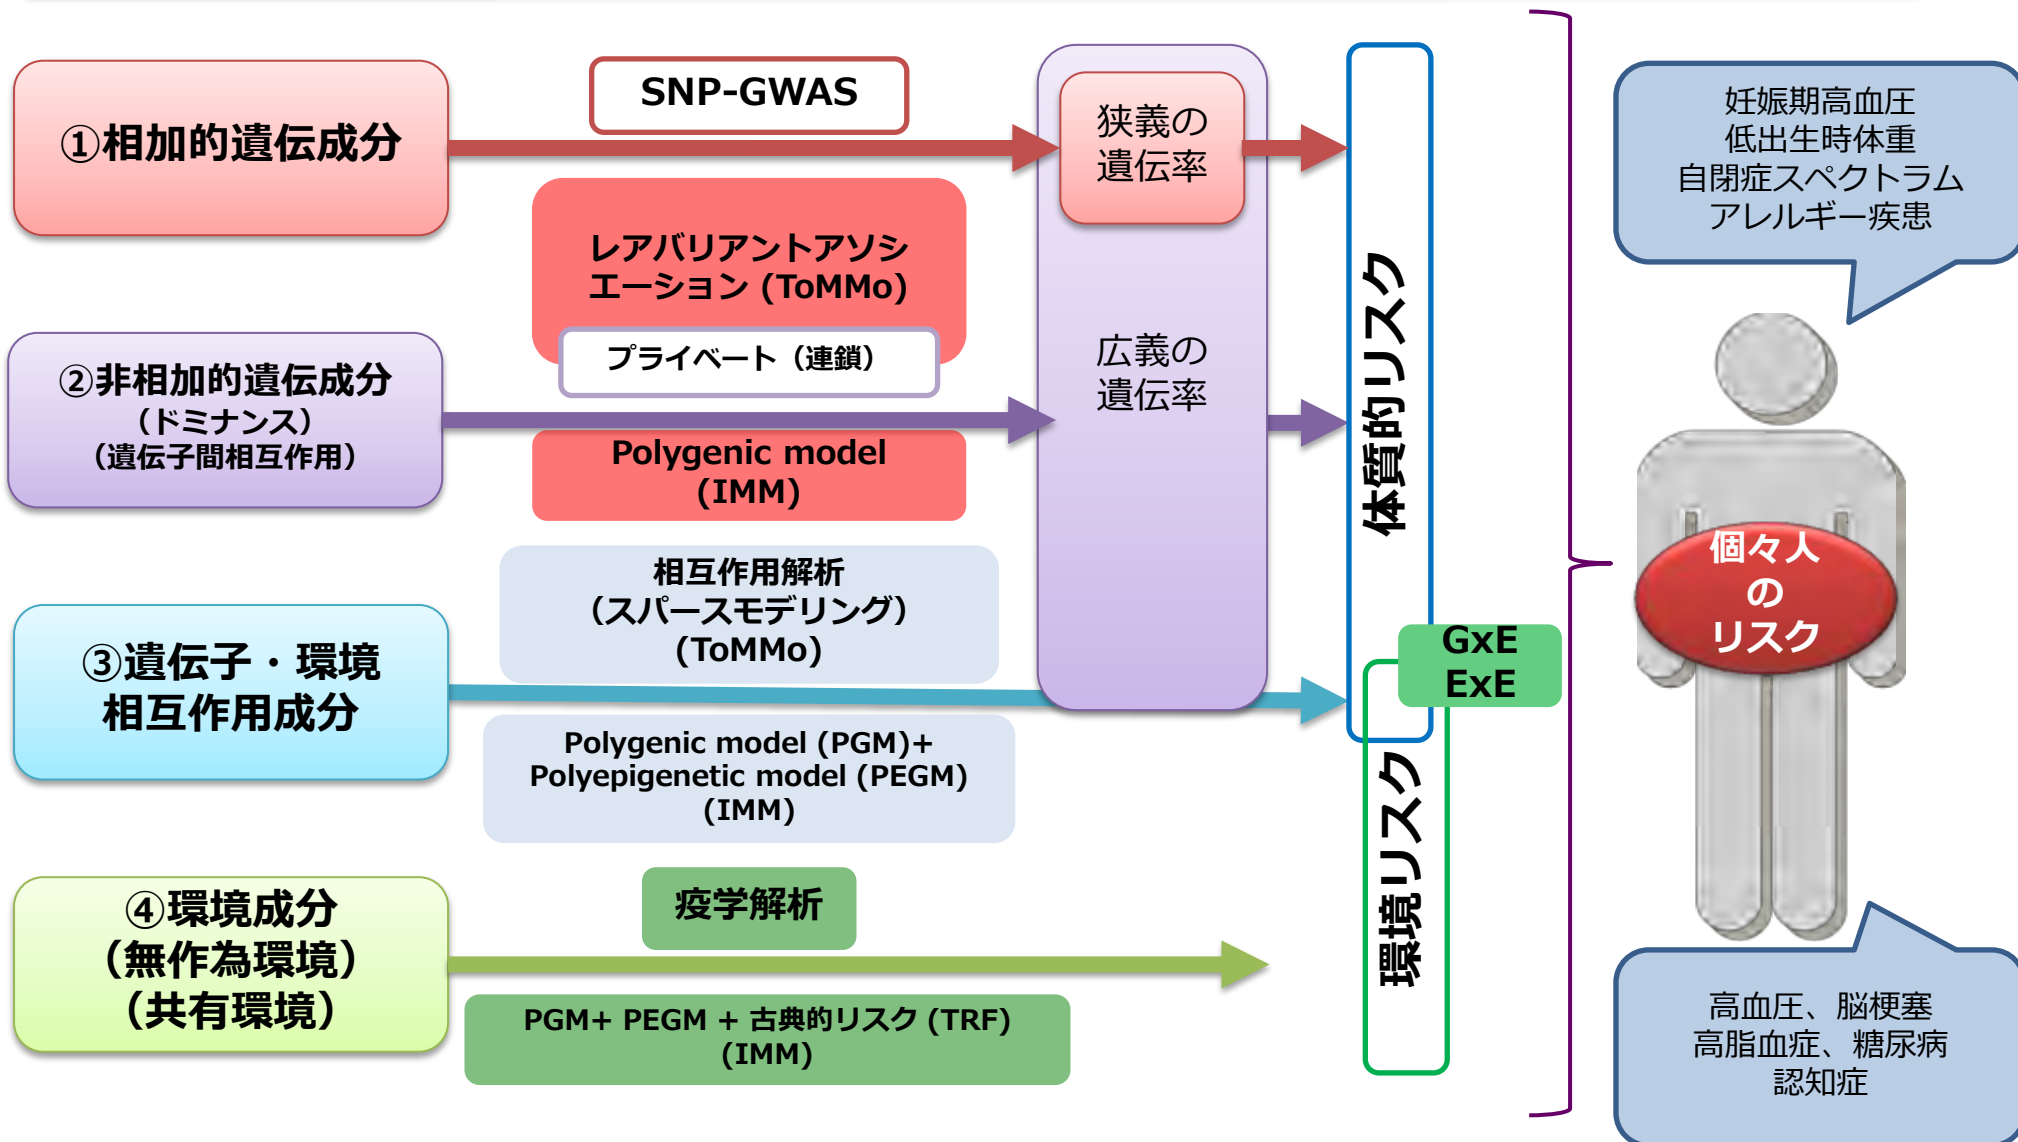 ①相加的遺伝成分
SNP-GWAS
レアバリアントアソシ
エーション (ToMMo)
プライベート（連鎖）
②非相加的遺伝成分
（ドミナンス）
（遺伝子間相互作用）
Polygenic model
(IMM)
相互作用解析
（スパースモデリング）
(ToMMo)
③遺伝子・環境
相互作用成分
Polygenic model (PGM)+
Polyepigenetic model (PEGM)
(IMM)
④環境成分
（無作為環境）
（共有環境）
疫学解析
PGM+ PEGM + 古典的リスク (TRF)
(IMM)
狭義の
遺伝率
広義の
遺伝率
体質的リスク
GxE
ExE
環境リスク
妊娠期高血圧
低出生時体重
自閉症スペクトラム
アレルギー疾患
個々人
の
リスク
高血圧、脳梗塞
高脂血症、糖尿病
認知症